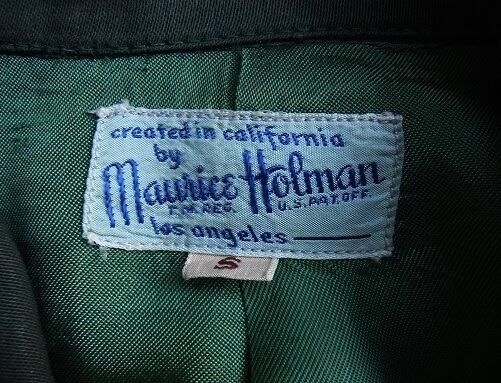 created in california
by
Maurice Holman
T.M. REG. U.S. PAT. OFF.
los angeles
S